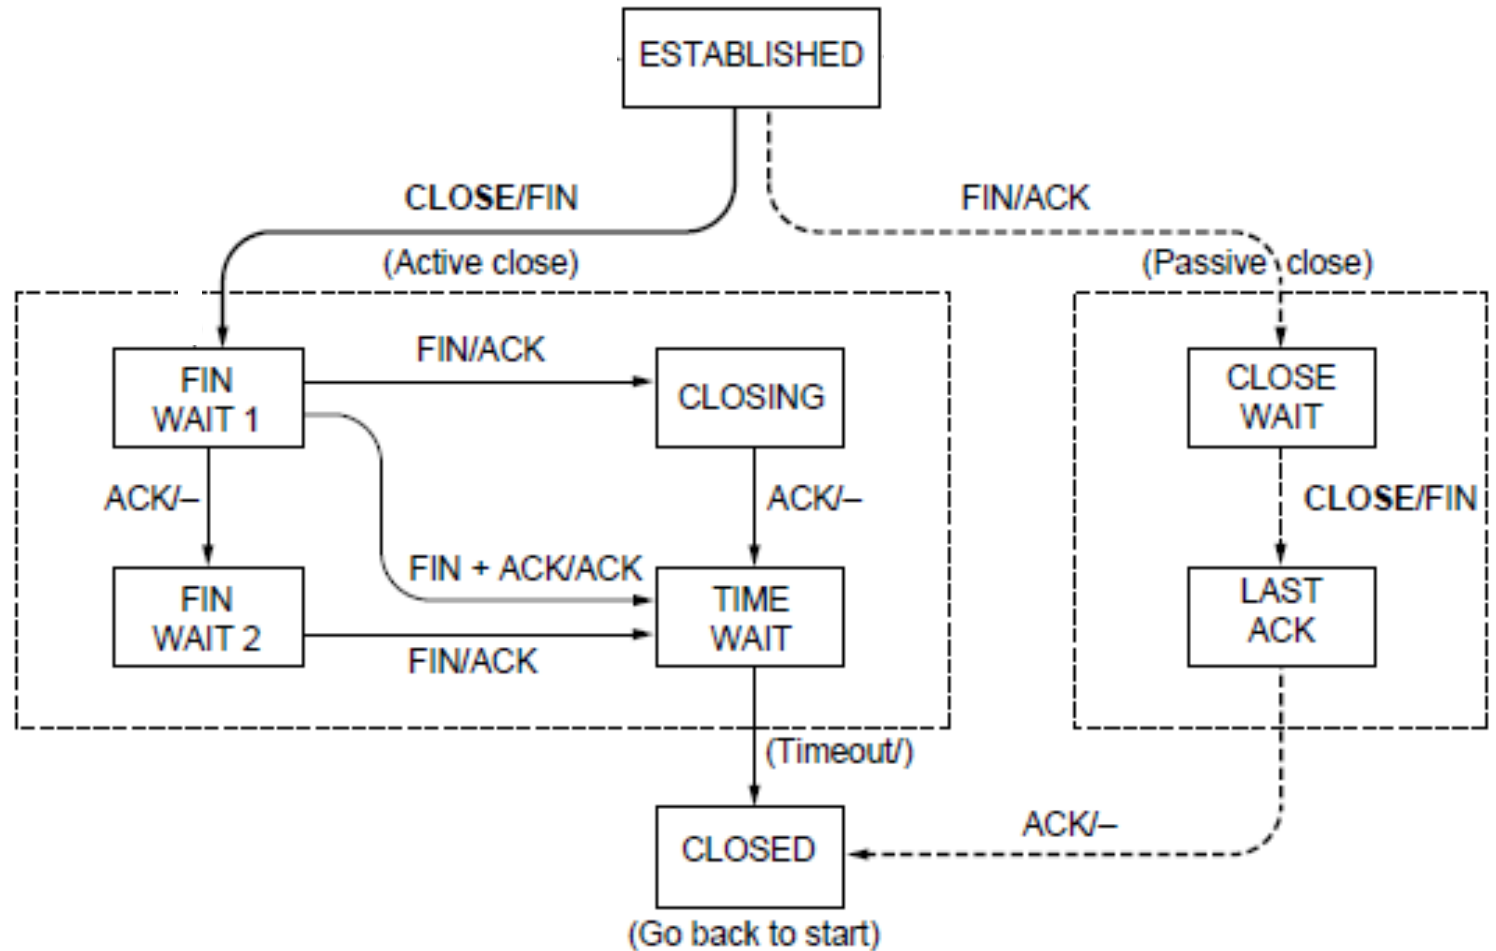 ESTABLISHED
CLOSE/FIN
FIN/ACK
(Active close)
(Passive close)
FIN
WAIT 1
FIN/ACK
CLOSING
CLOSE
WAIT
ACK/–
ACK/–
CLOSE/FIN
FIN + ACK/ACK
FIN
WAIT 2
FIN/ACK
TIME
WAIT
LAST
ACK
(Timeout/)
CLOSED
ACK/–
(Go back to start)